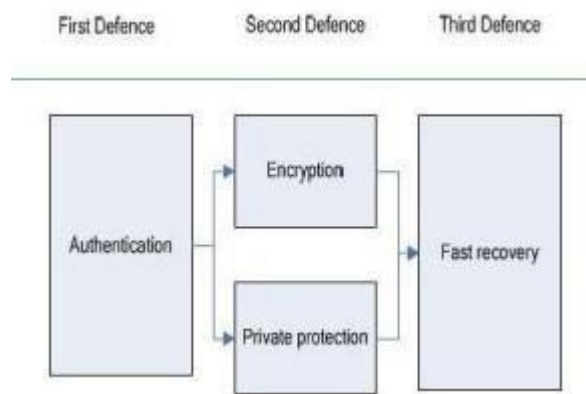 First Defence
Second Defence
Third Defence
Authentication
Encryption
Private protection
Fast recovery